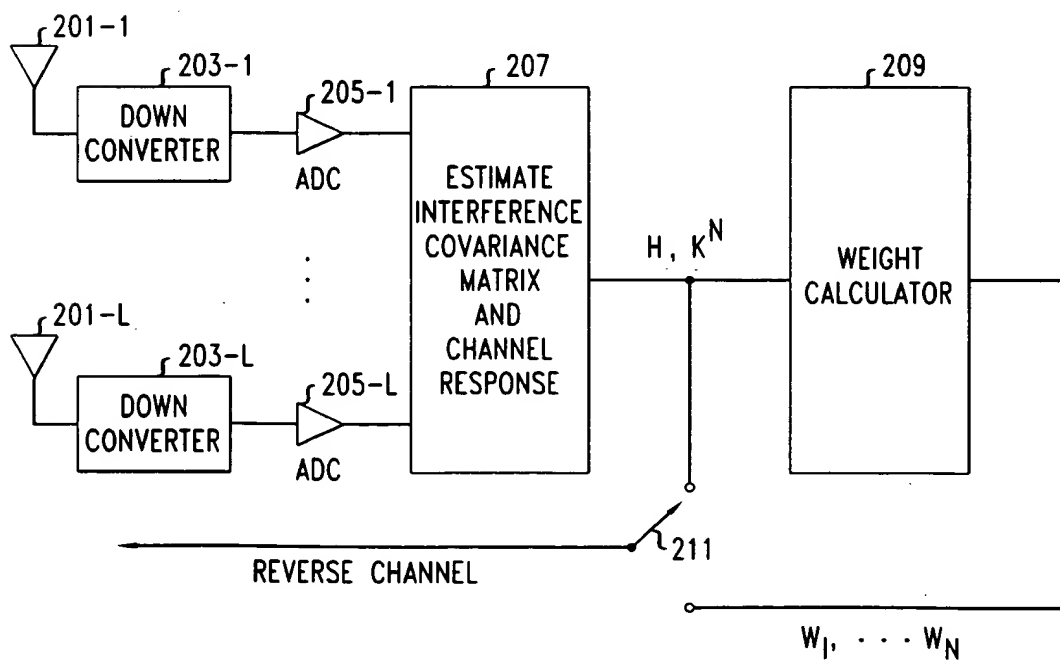 201-1
203-1
DOWN
CONVERTER
205-1
ADC
207
ESTIMATE
INTERFERENCE
COVARIANCE
MATRIX
AND
CHANNEL
RESPONSE
H, K^N
209
WEIGHT
CALCULATOR
201-L
203-L
DOWN
CONVERTER
205-L
ADC
211
REVERSE CHANNEL
W_1, · · · W_N